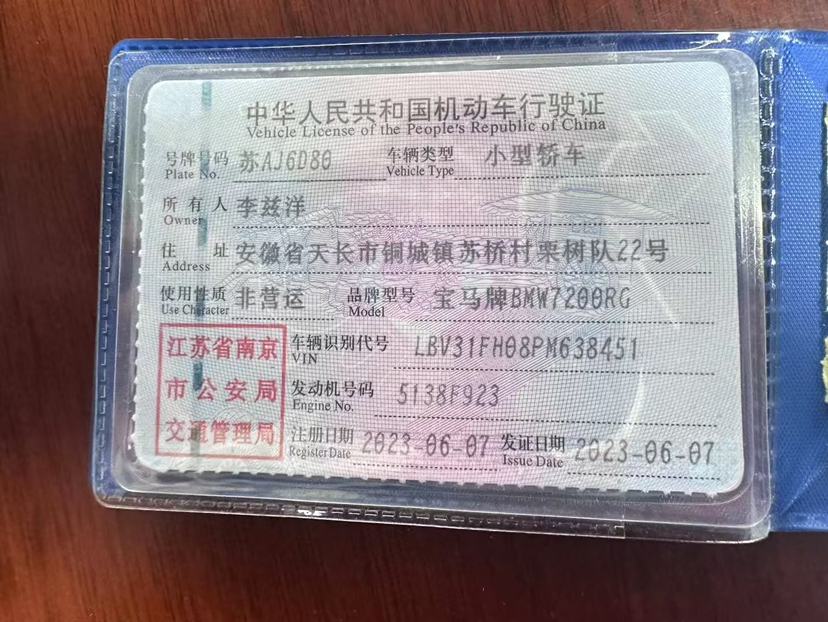 中华人民共和国机动车行驶证
Vehicle License of the People's Republic of China
号牌号码 苏AJ6D80 车辆类型 小型轿车
Plate No. Vehicle Type
所有人 李兹洋
Owner
住址 安徽省天长市铜城镇苏桥村栗树队22号
Address
使用性质 非营运 品牌型号 宝马牌BMW7200RG
Use Character Model
江苏省南京 车辆识别代号 LBV31FH08PM638451
VIN
市公安局 发动机号码 5138F923
Engine No.
交通管理局 注册日期 2023-06-07 发证日期 2023-06-07
Register Date Issue Date